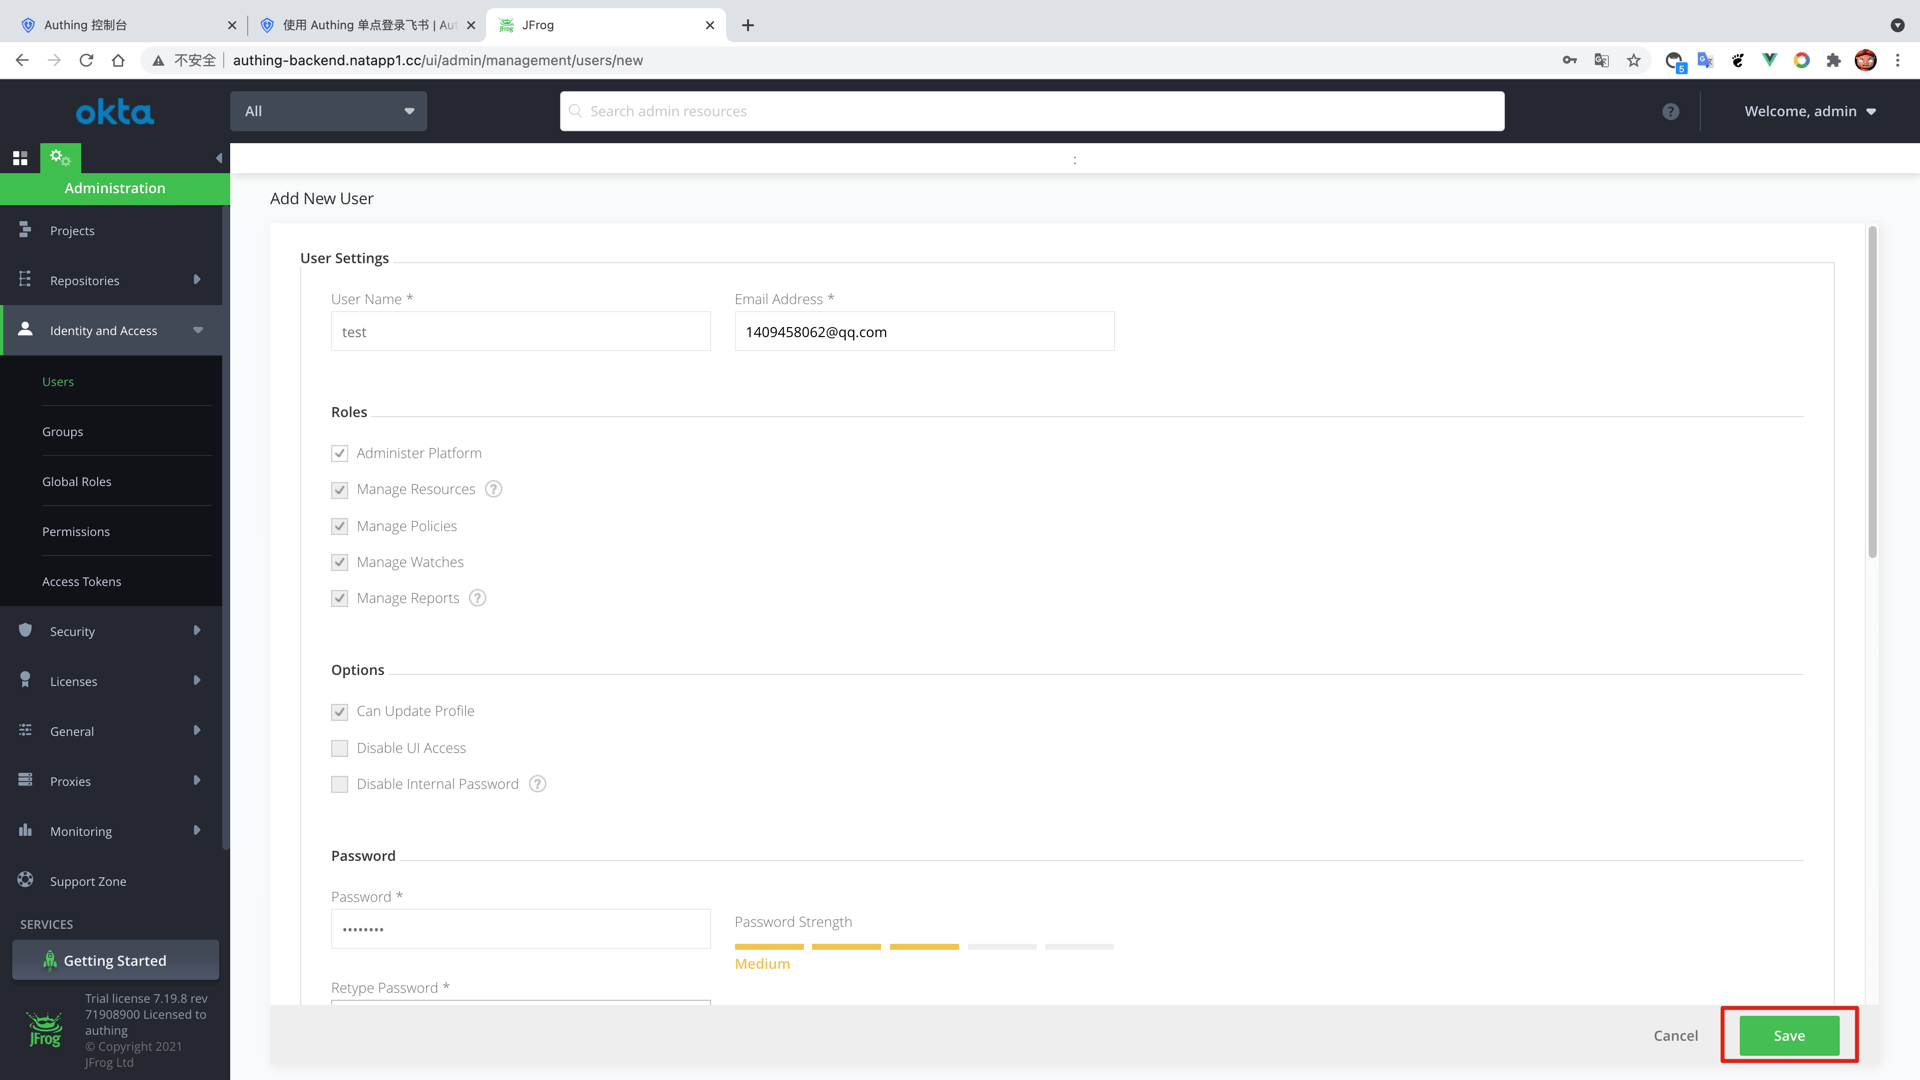 Authing 控制台
使用 Authing 单点登录飞书 | Aut
JFrog
不安全
authing-backend.natapp1.cc/ui/admin/management/users/new
5
okta
All
Search admin resources
Welcome, admin
:
Administration
Projects
Repositories
Identity and Access
Users
Groups
Global Roles
Permissions
Access Tokens
Security
Licenses
General
Proxies
Monitoring
Support Zone
SERVICES
Getting Started
JFrog
Trial license 7.19.8 rev
71908900 Licensed to
authing
© Copyright 2021
JFrog Ltd
Add New User
User Settings
User Name *
Email Address *
test
1409458062@qq.com
Roles
Administer Platform
Manage Resources ?
Manage Policies
Manage Watches
Manage Reports ?
Options
Can Update Profile
Disable UI Access
Disable Internal Password ?
Password
Password *
••••••••
Password Strength
Medium
Retype Password *
Cancel
Save